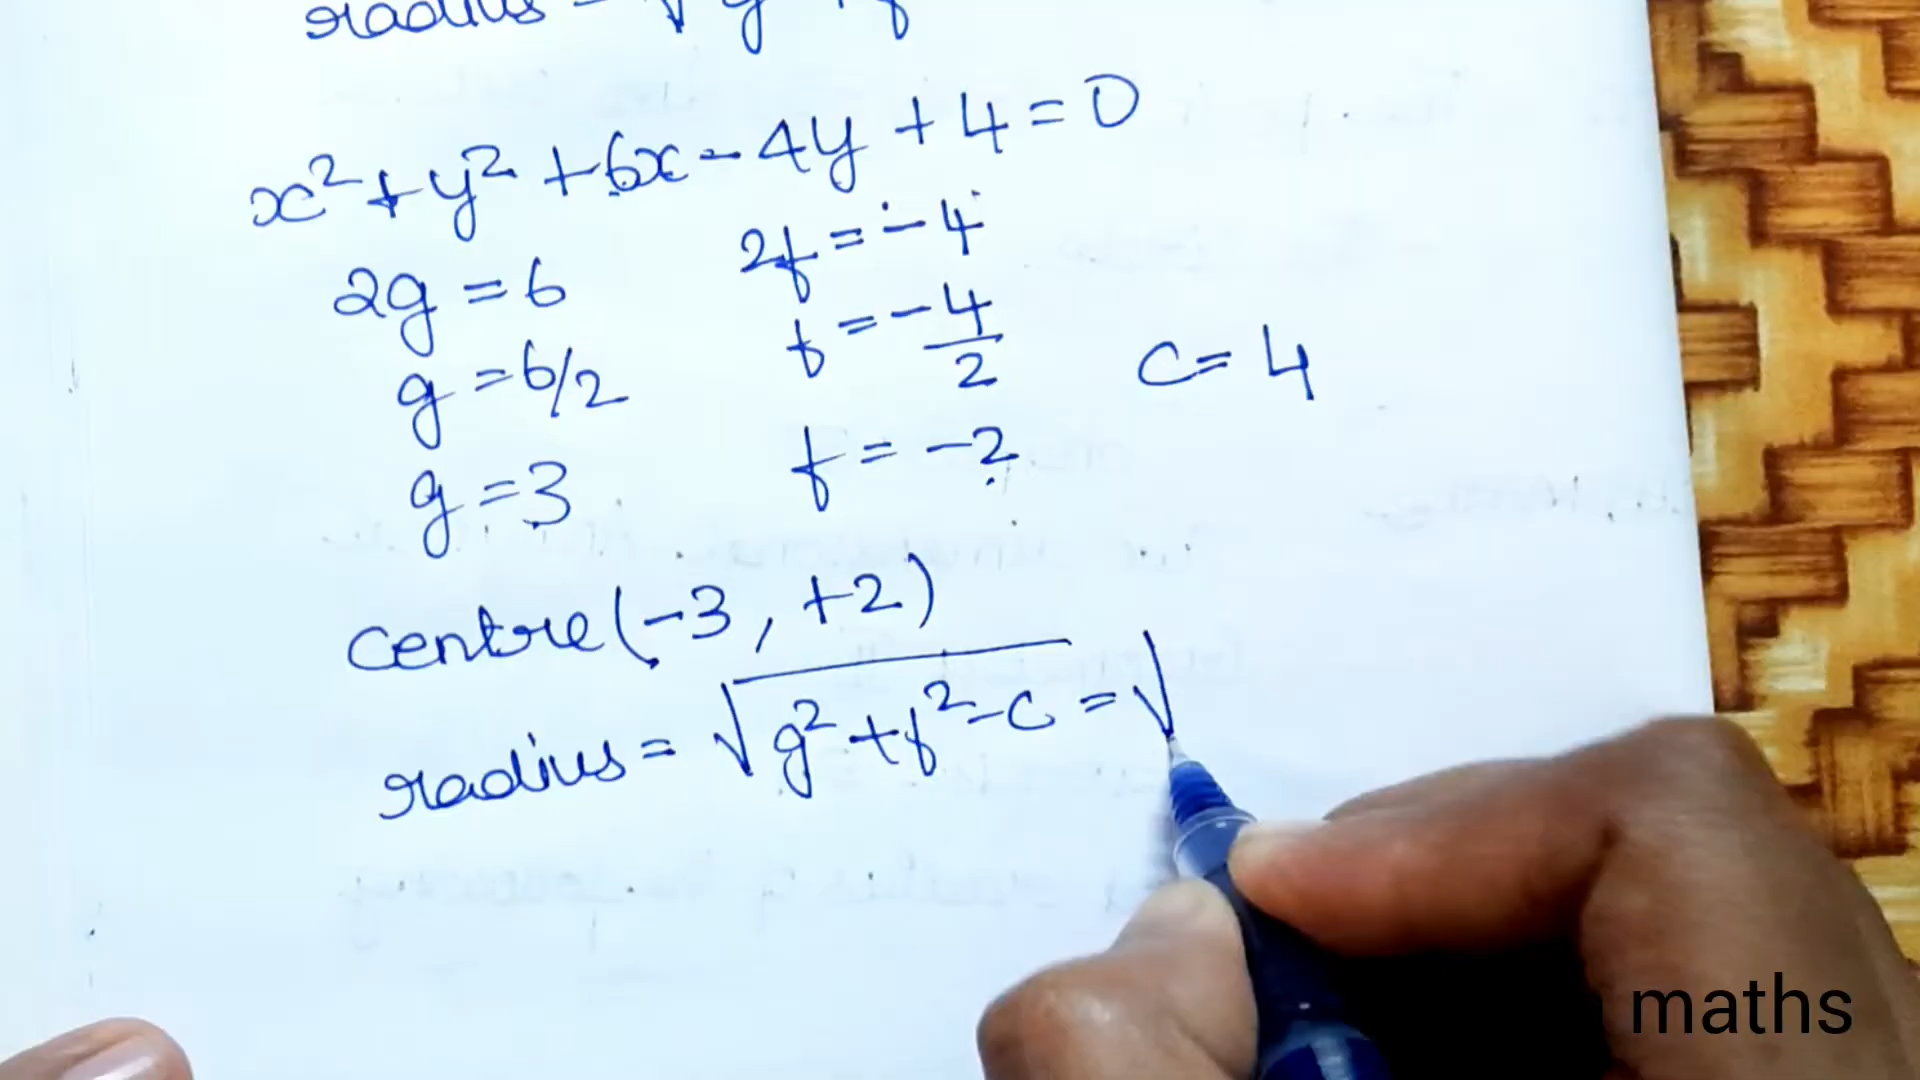 radius =
x² + y² + 6x - 4y + 4 = 0
2g = 6 2f = -4
g = 6/2 f = -4/2 c = 4
g = 3 f = -2
centre (-3, +2)
radius = √g² + f² - c = √
maths